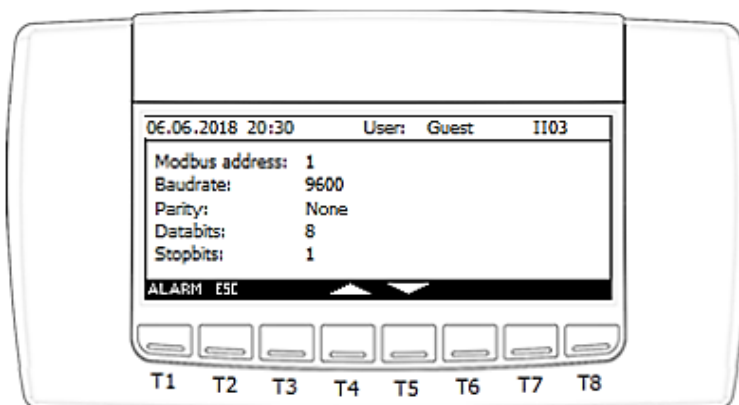 06.06.2018 20:30 User: Guest II03
Modbus address: 1
Baudrate: 9600
Parity: None
Databits: 8
Stopbits: 1
ALARM ESC
T1 T2 T3 T4 T5 T6 T7 T8